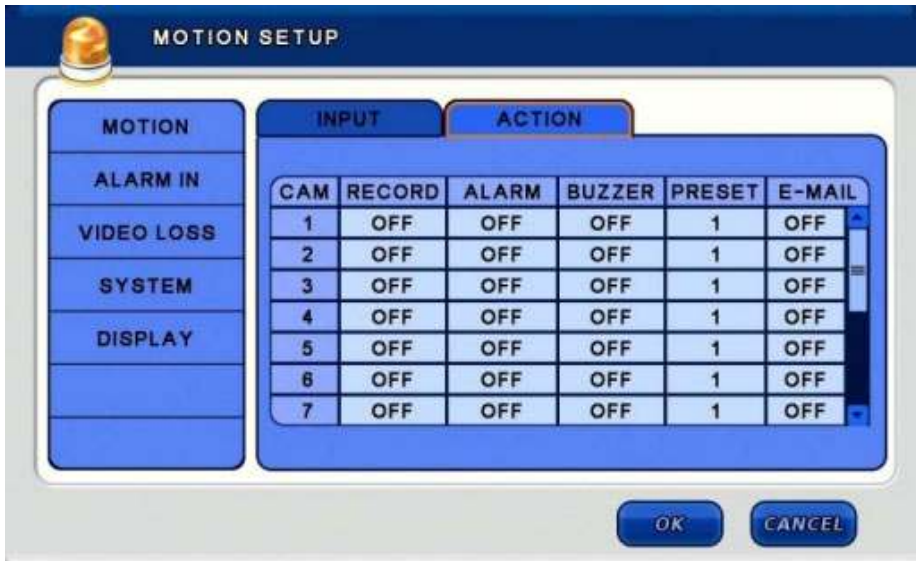 MOTION SETUP
MOTION
ALARM IN
VIDEO LOSS
SYSTEM
DISPLAY
INPUT ACTION
CAM RECORD ALARM BUZZER PRESET E-MAIL
1 OFF OFF OFF 1 OFF
2 OFF OFF OFF 1 OFF
3 OFF OFF OFF 1 OFF
4 OFF OFF OFF 1 OFF
5 OFF OFF OFF 1 OFF
6 OFF OFF OFF 1 OFF
7 OFF OFF OFF 1 OFF
OK CANCEL